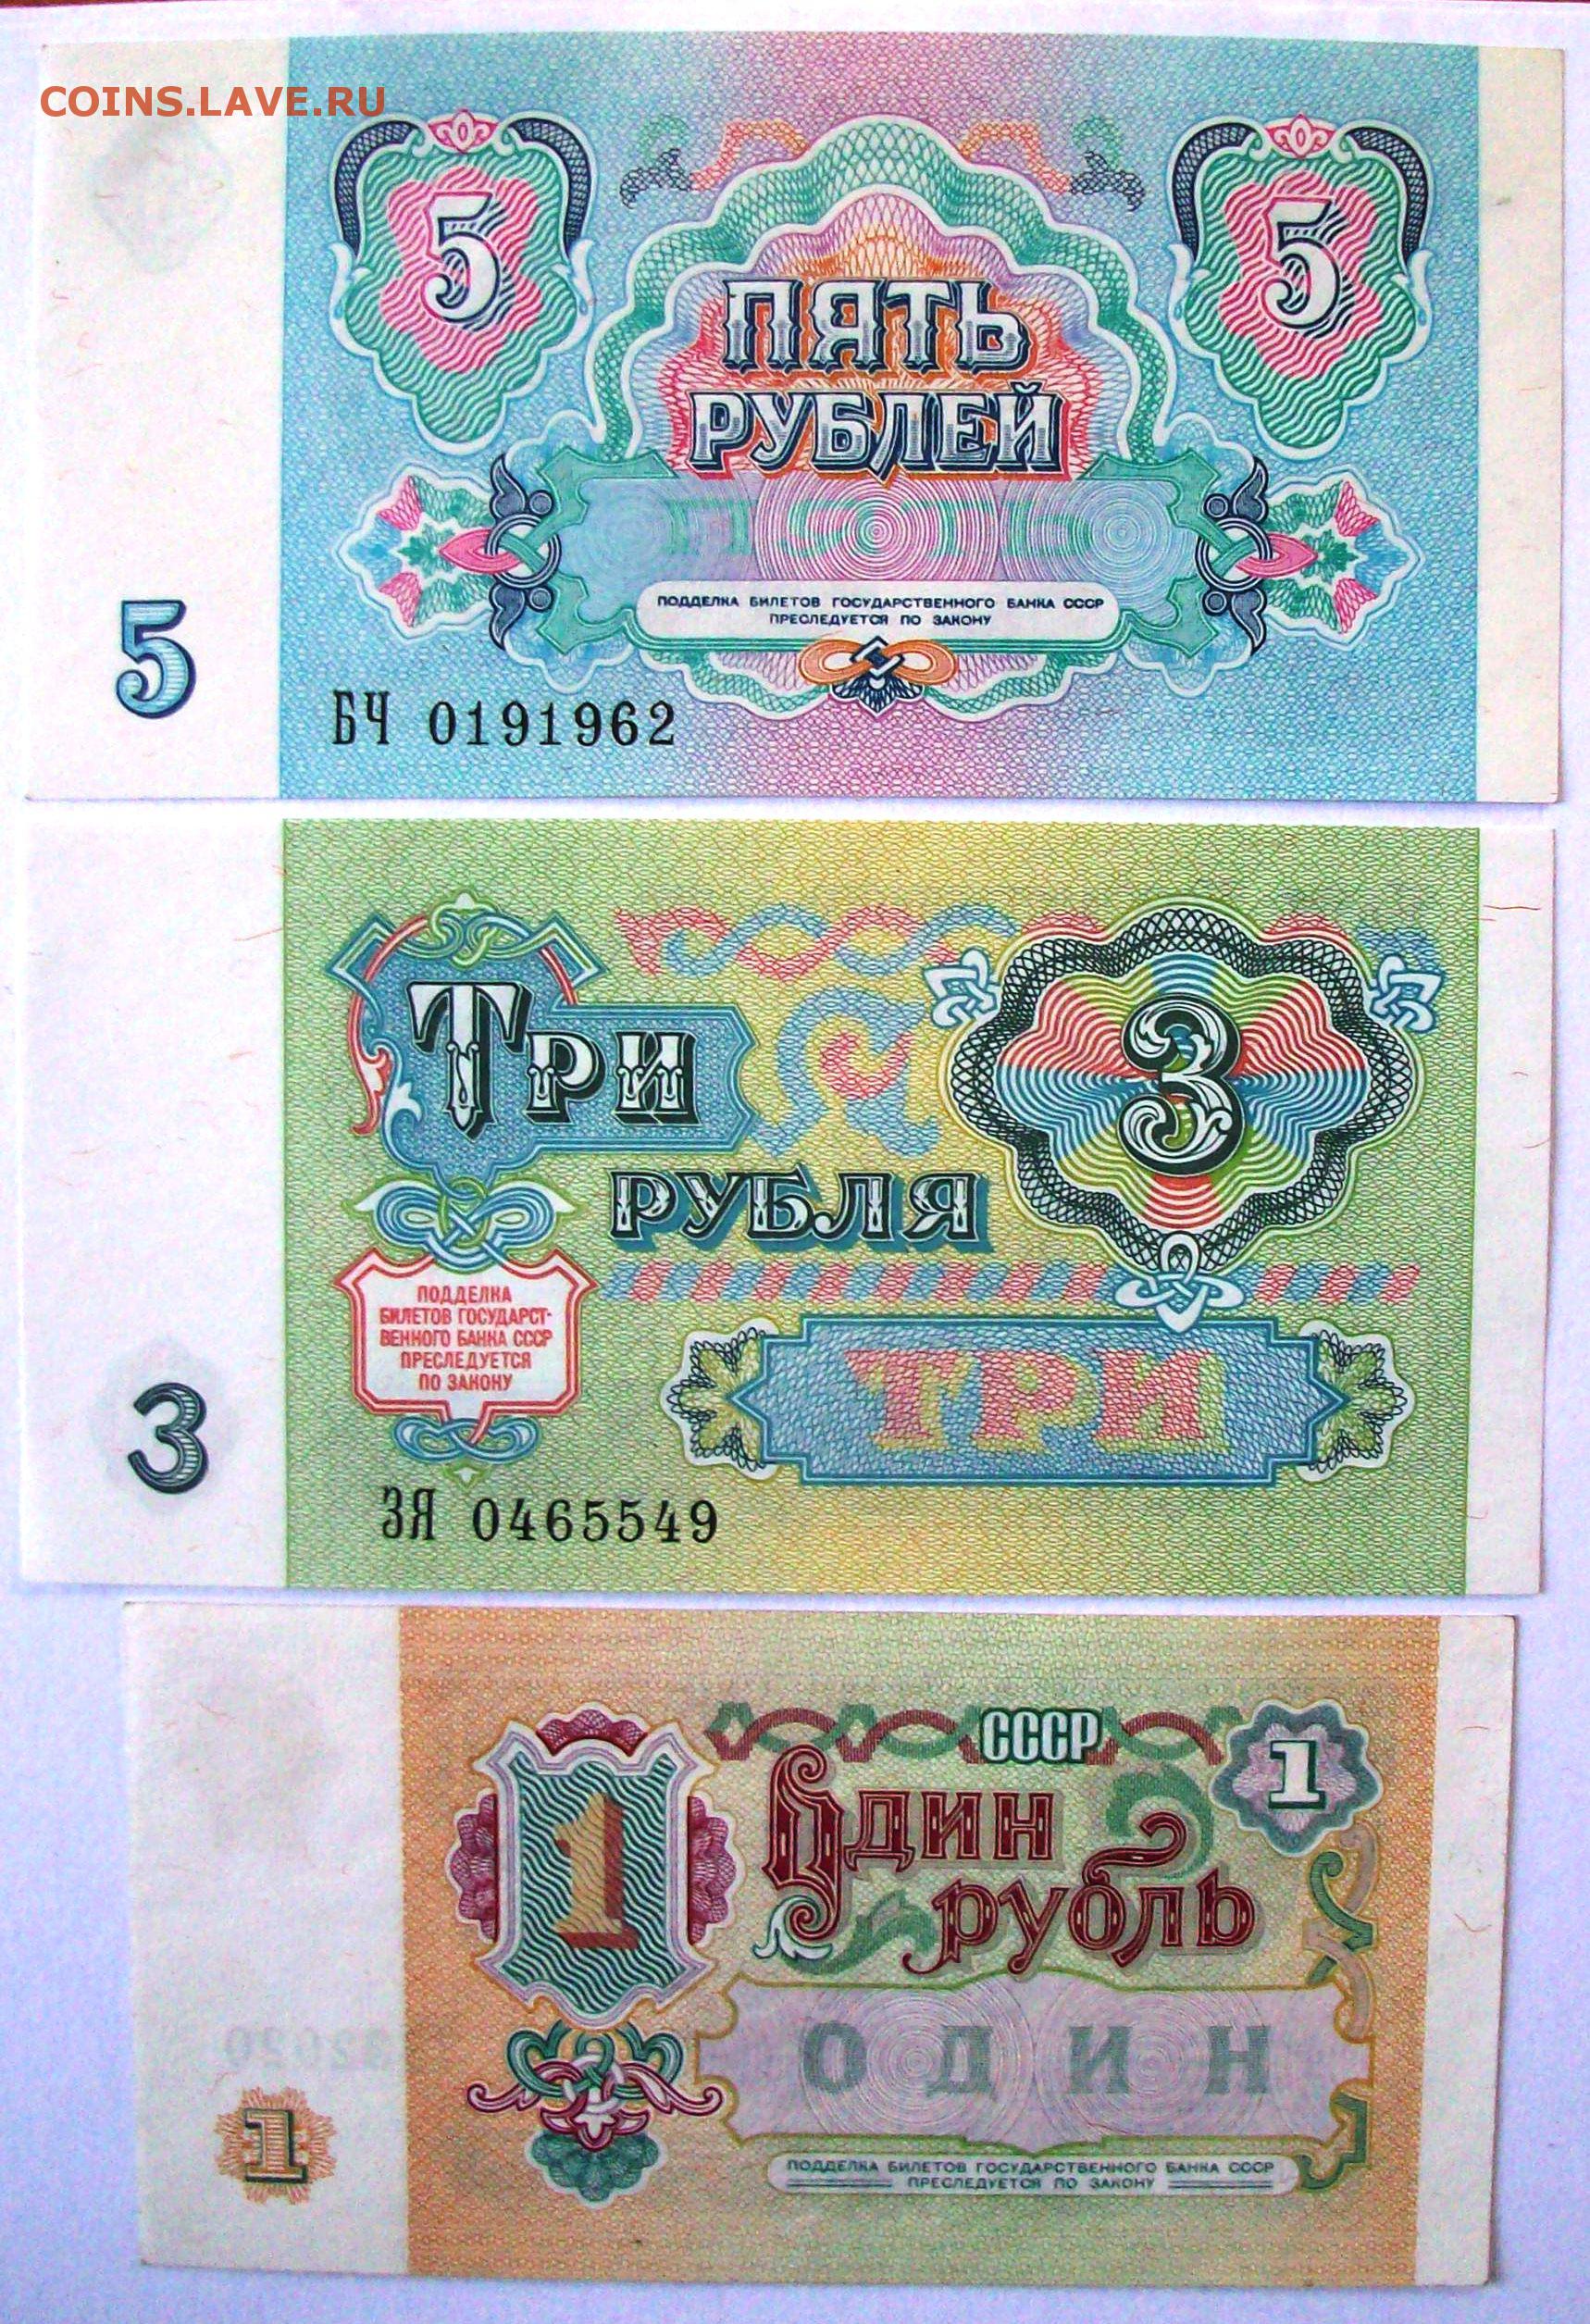 COINS.LAVE.RU
5 5
ПЯТЬ
РУБЛЕЙ
ПЯТЬ
ПОДДЕЛКА БИЛЕТОВ ГОСУДАРСТВЕННОГО БАНКА СССР
ПРЕСЛЕДУЕТСЯ ПО ЗАКОНУ
5
БЧ 0191962
ТРИ
3
РУБЛЯ
ПОДДЕЛКА
БИЛЕТОВ ГОСУДАРСТ-
ВЕННОГО БАНКА СССР
ПРЕСЛЕДУЕТСЯ
ПО ЗАКОНУ
ТРИ
3
ЗЯ 0465549
СССР
1
1
Один
рубль
ОДИН
1
ПОДДЕЛКА БИЛЕТОВ ГОСУДАРСТВЕННОГО БАНКА СССР
ПРЕСЛЕДУЕТСЯ ПО ЗАКОНУ